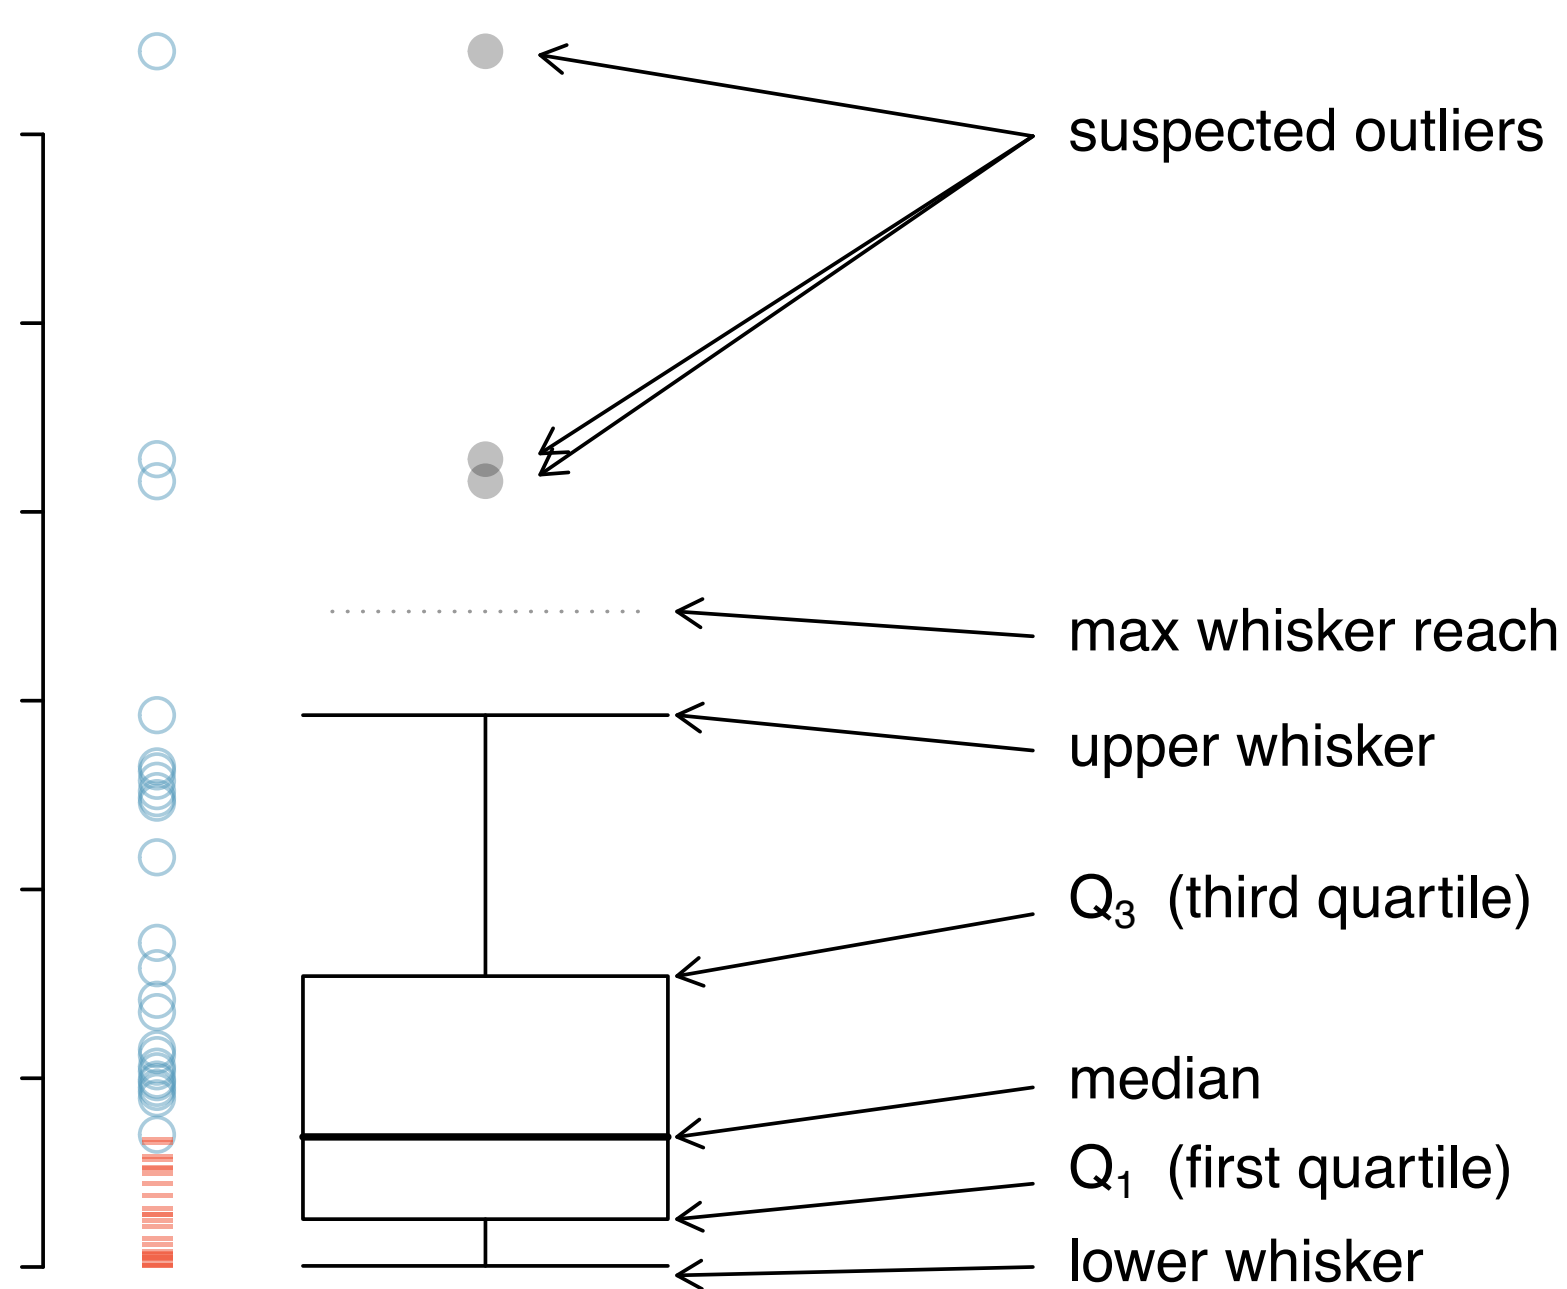 suspected outliers
max whisker reach
upper whisker
Q₃ (third quartile)
median
Q₁ (first quartile)
lower whisker